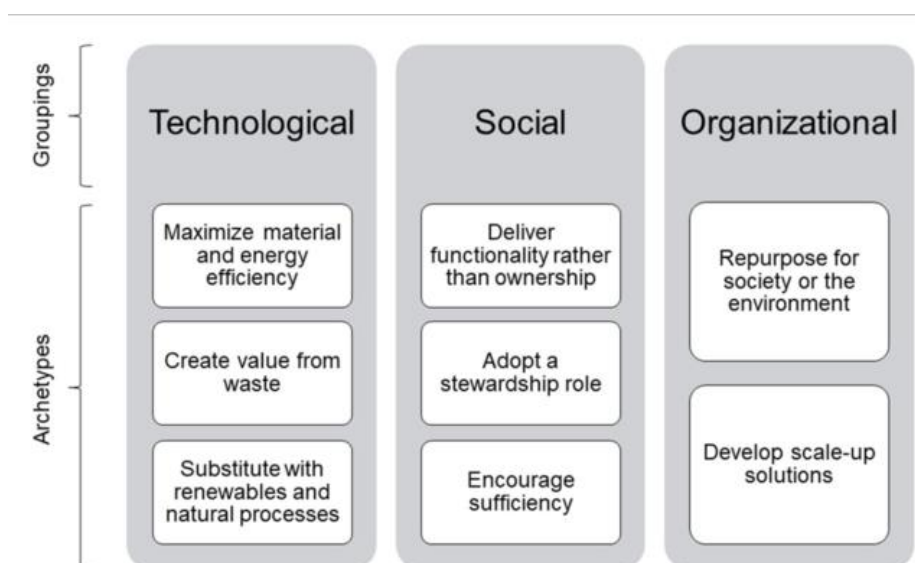 Groupings
Technological
Social
Organizational
Archetypes
Maximize material
and energy
efficiency
Create value from
waste
Substitute with
renewables and
natural processes
Deliver
functionality rather
than ownership
Adopt a
stewardship role
Encourage
sufficiency
Repurpose for
society or the
environment
Develop scale-up
solutions